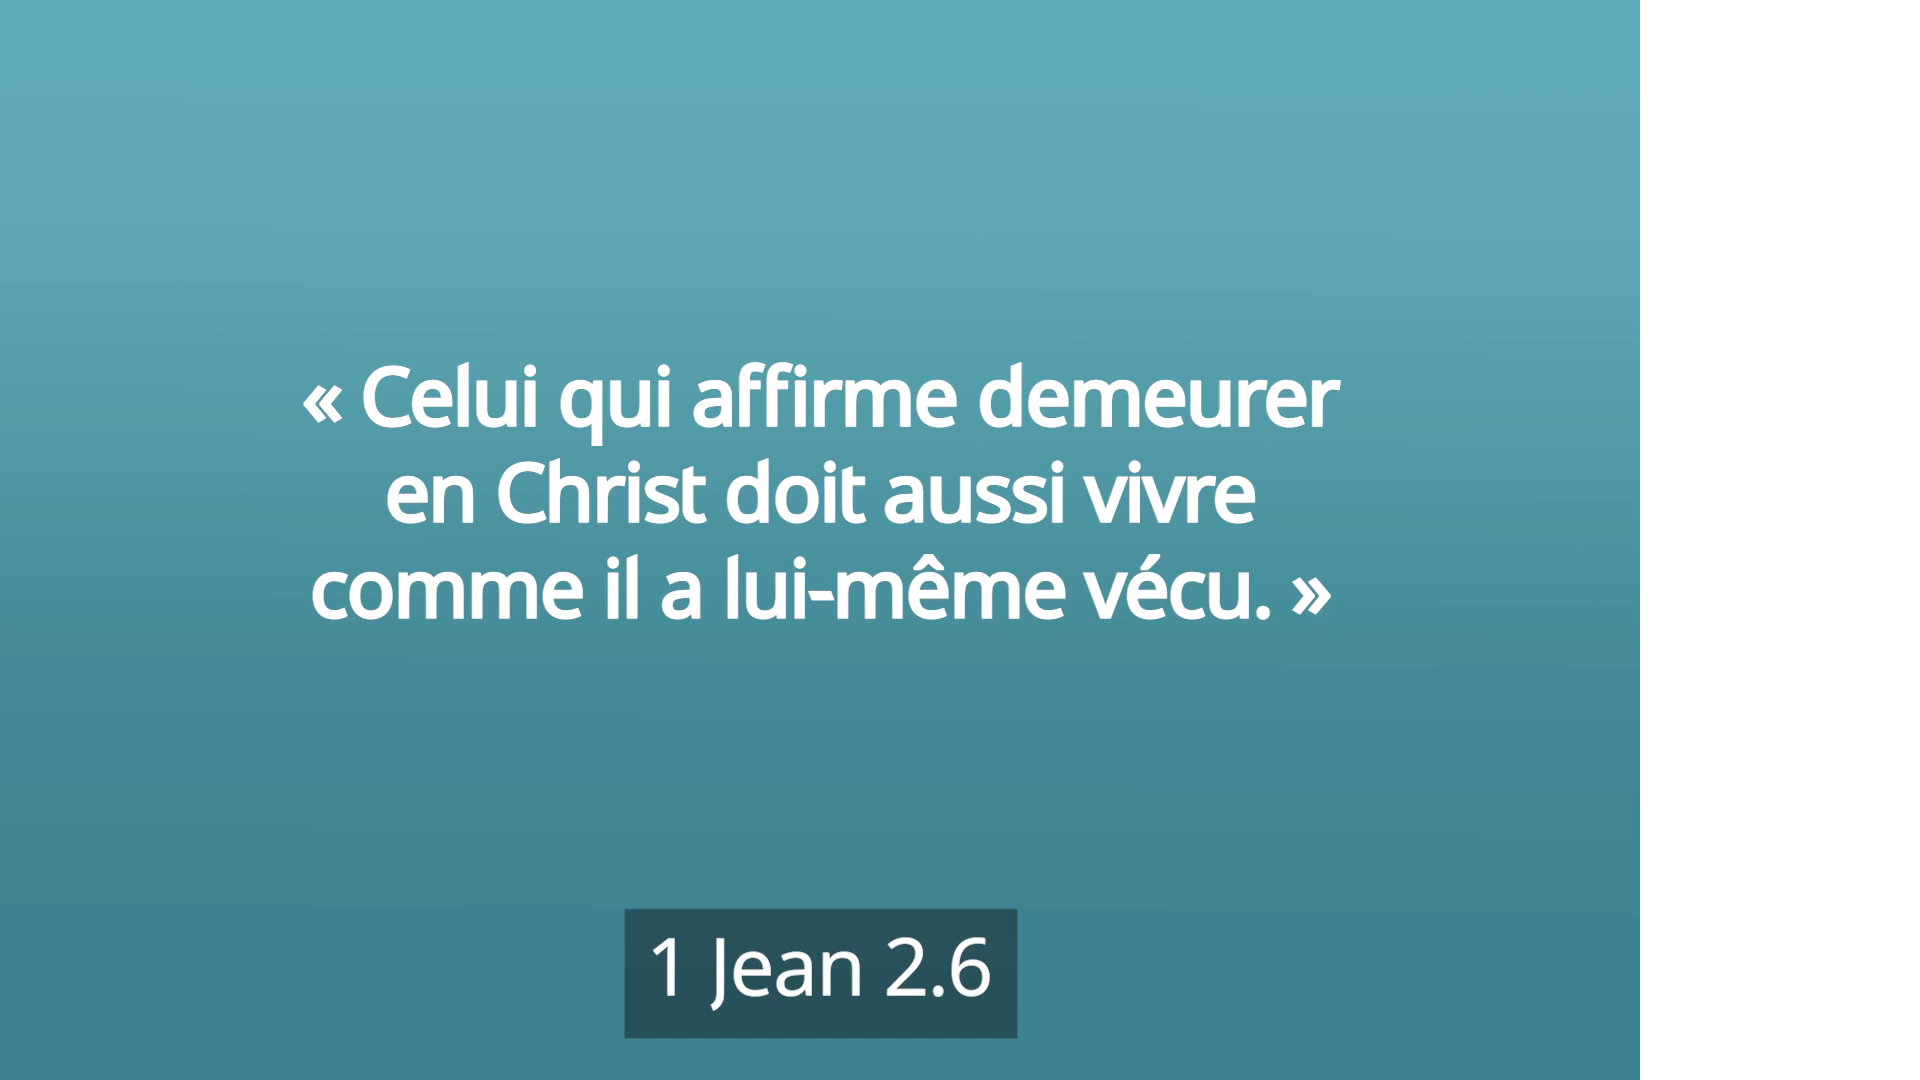 « Celui qui affirme demeurer
en Christ doit aussi vivre
comme il a lui-même vécu. »
1 Jean 2.6